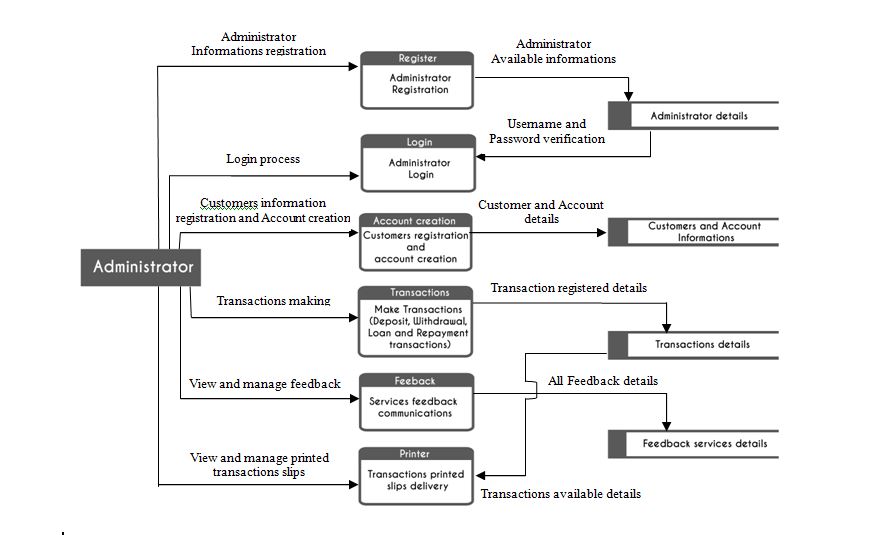 Administrator
Informations registration
Register
Administrator
Registration
Administrator
Available informations
Administrator details
Username and
Password verification
Login process
Login
Administrator
Login
Customers information
registration and Account creation
Account creation
Customers registration
and
account creation
Customer and Account
details
Customers and Account
Informations
Administrator
Transactions making
Transactions
Make Transactions
(Deposit, Withdrawal,
Loan and Repayment
transactions)
Transaction registered details
Transactions details
View and manage feedback
Feeback
Services feedback
communications
All Feedback details
Feedback services details
View and manage printed
transactions slips
Printer
Transactions printed
slips delivery
Transactions available details